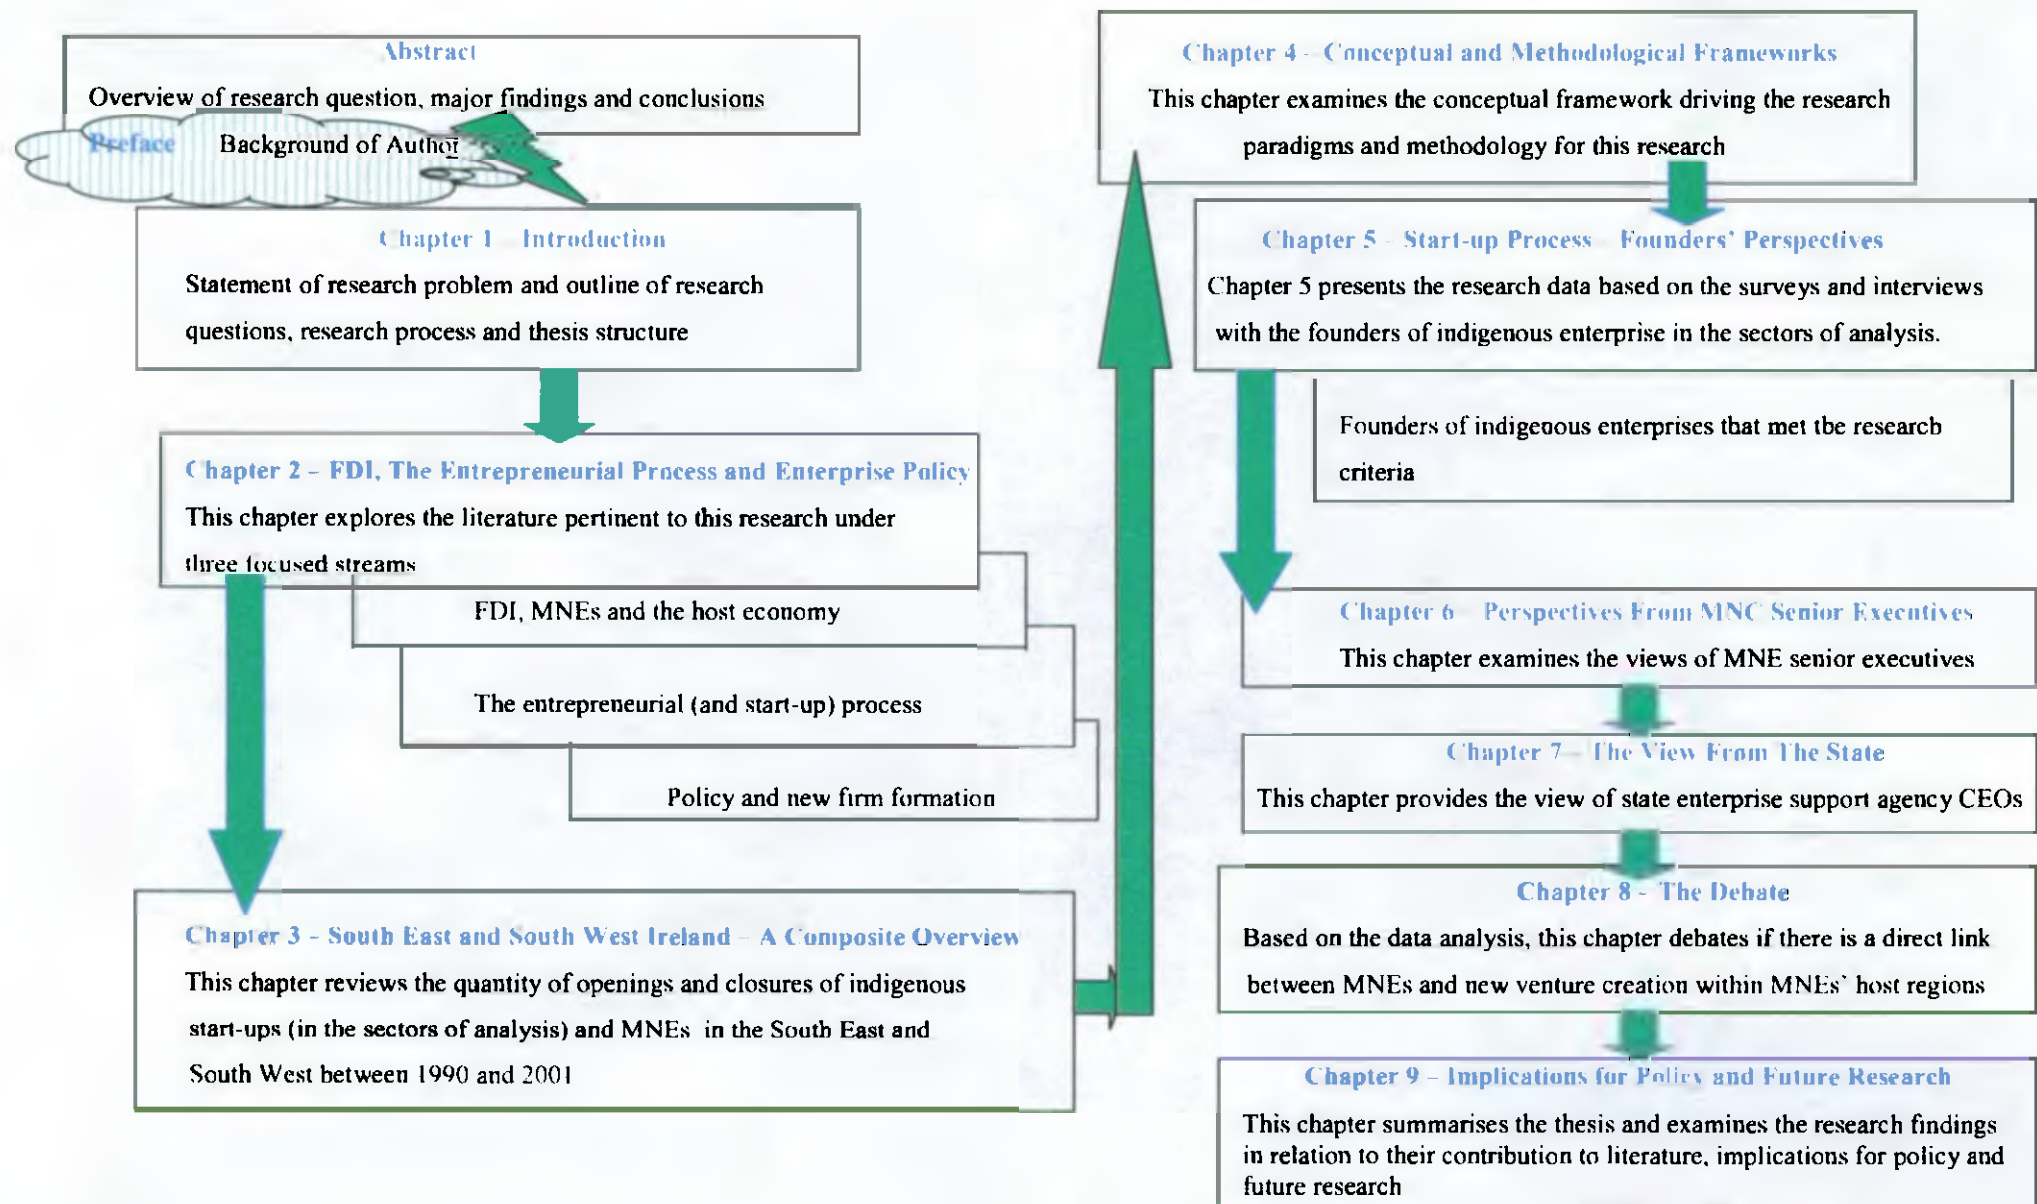 Abstract
Overview of research question, major findings and conclusions
Preface Background of Author
Chapter 1 – Introduction
Statement of research problem and outline of research
questions, research process and thesis structure
Chapter 2 – FDI, The Entrepreneurial Process and Enterprise Policy
This chapter explores the literature pertinent to this research under
three focused streams
FDI, MNEs and the host economy
The entrepreneurial (and start-up) process
Policy and new firm formation
Chapter 3 – South East and South West Ireland – A Composite Overview
This chapter reviews the quantity of openings and closures of indigenous
start-ups (in the sectors of analysis) and MNEs in the South East and
South West between 1990 and 2001
Chapter 4 – Conceptual and Methodological Frameworks
This chapter examines the conceptual framework driving the research
paradigms and methodology for this research
Chapter 5 – Start-up Process – Founders' Perspectives
Chapter 5 presents the research data based on the surveys and interviews
with the founders of indigenous enterprise in the sectors of analysis.
Founders of indigenous enterprises that met the research
criteria
Chapter 6 – Perspectives From MNC Senior Executives
This chapter examines the views of MNE senior executives
Chapter 7 – The View From The State
This chapter provides the view of state enterprise support agency CEOs
Chapter 8 - The Debate
Based on the data analysis, this chapter debates if there is a direct link
between MNEs and new venture creation within MNEs' host regions
Chapter 9 – Implications for Policy and Future Research
This chapter summarises the thesis and examines the research findings
in relation to their contribution to literature, implications for policy and
future research